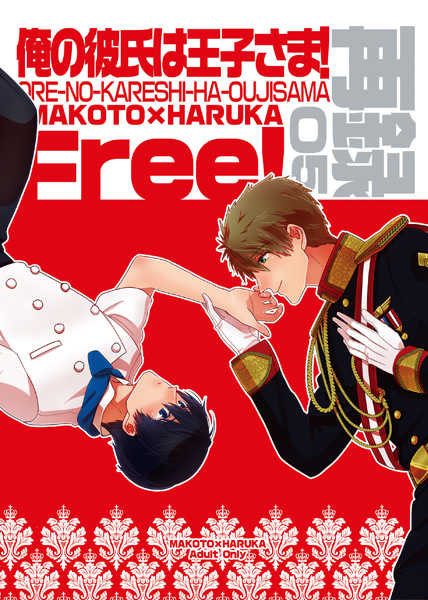 俺の彼氏は王子さま!
ORE-NO-KARESHI-HA-OUJISAMA
MAKOTO×HARUKA
Free!
再録
05
MAKOTO×HARUKA
Adult Only..